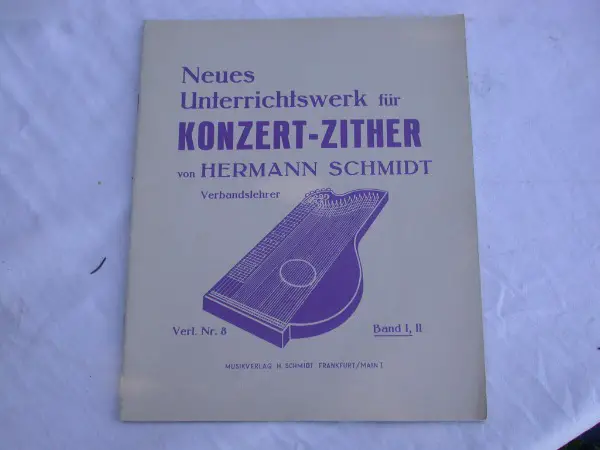 Neues
Unterrichtswerk für
KONZERT-ZITHER
von HERMANN SCHMIDT
Verbandslehrer
Verl. Nr. 8
Band I, II
MUSIKVERLAG H. SCHMIDT FRANKFURT/MAIN 1